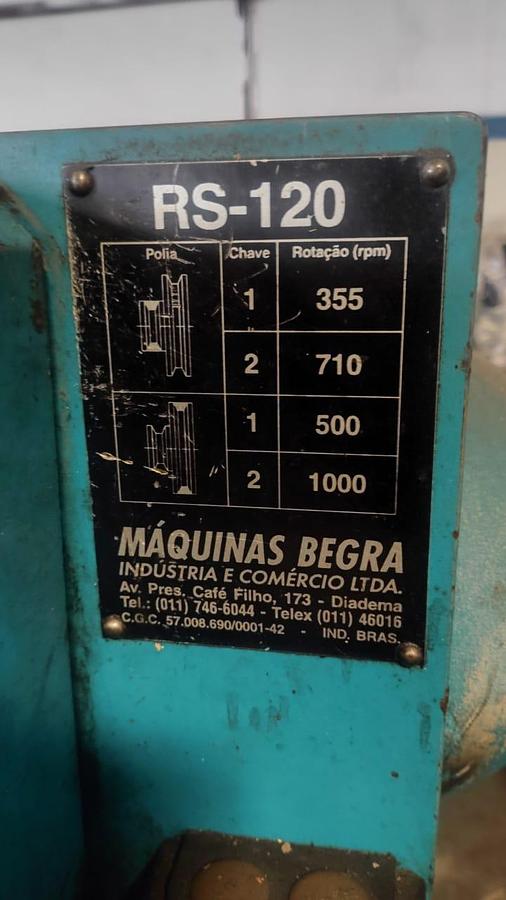 RS-120
Polia Chave Rotação (rpm)
1 355
2 710
1 500
2 1000
MÁQUINAS BEGRA
INDÚSTRIA E COMÉRCIO LTDA.
Av. Pres. Café Filho, 173 - Diadema
Tel.: (011) 746-6044 - Telex (011) 46016
C.G.C. 57.008.690/0001-42 - IND. BRAS.